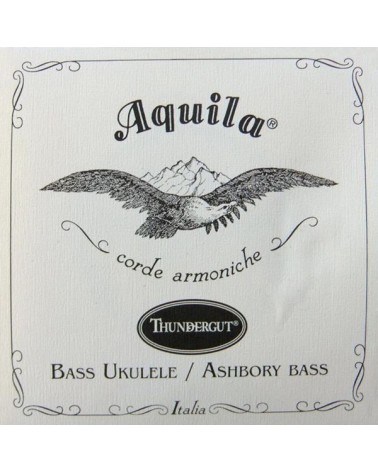 Aquila®
corde armoniche
THUNDERGUT®
BASS UKULELE / ASHBORY BASS
Italia